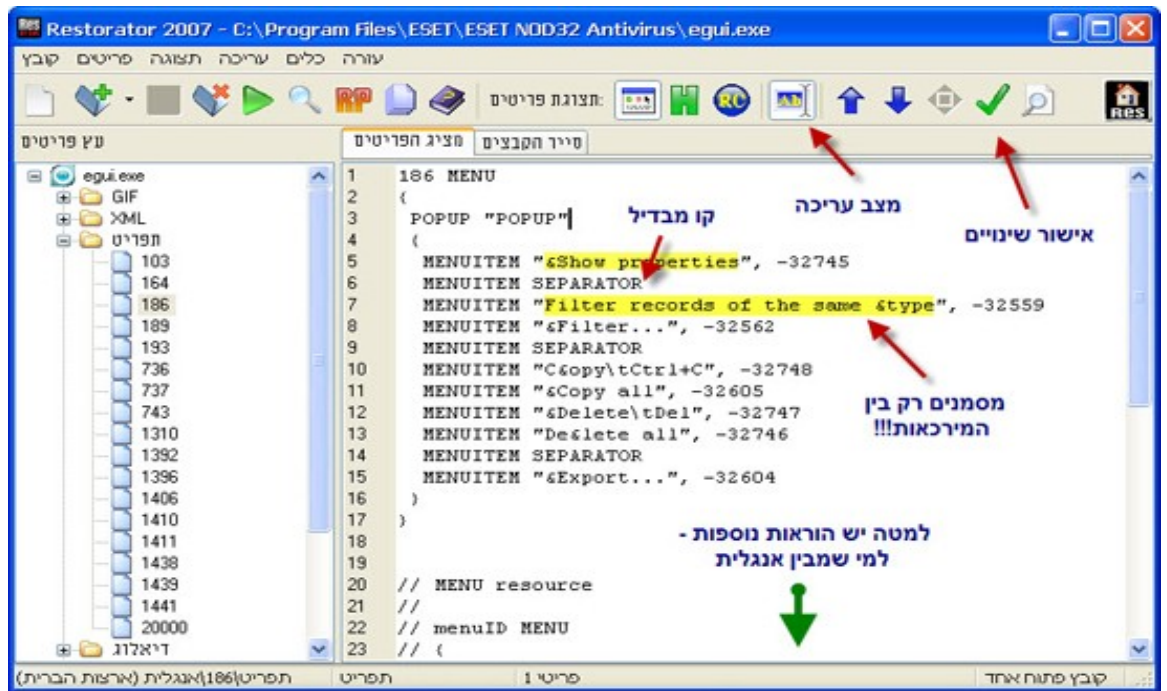 Restorator 2007 - C:\Program Files\ESET\ESET NOD32 Antivirus\egui.exe
קובץ פריטים תצוגה עריכה כלים עזרה
RP
תצוגת פריטים:
H
RC
Ab
Res
עץ פריטים
מציג הפריטים
סייר הקבצים
egui.exe
GIF
XML
תפריט
103
164
186
189
193
736
737
743
1310
1392
1396
1406
1410
1411
1438
1439
1441
20000
דיאלוג
1 186 MENU
2 {
3 POPUP "POPUP"
4 {
5 MENUITEM "&Show properties", -32745
6 MENUITEM SEPARATOR
7 MENUITEM "Filter records of the same &type", -32559
8 MENUITEM "&Filter...", -32562
9 MENUITEM SEPARATOR
10 MENUITEM "C&opy\tCtrl+C", -32748
11 MENUITEM "&Copy all", -32605
12 MENUITEM "&Delete\tDel", -32747
13 MENUITEM "De&lete all", -32746
14 MENUITEM SEPARATOR
15 MENUITEM "&Export...", -32604
16 }
17 }
18
19
20 // MENU resource
21 //
22 // menuID MENU
23 // {
קו מבדיל
מצב עריכה
אישור שינויים
מסמנים רק בין
המירכאות!!!
למטה יש הוראות נוספות -
למי שמבין אנגלית
תפריט\186\אנגלית (ארצות הברית)
תפריט
1 פריטי
קובץ פתוח אחד